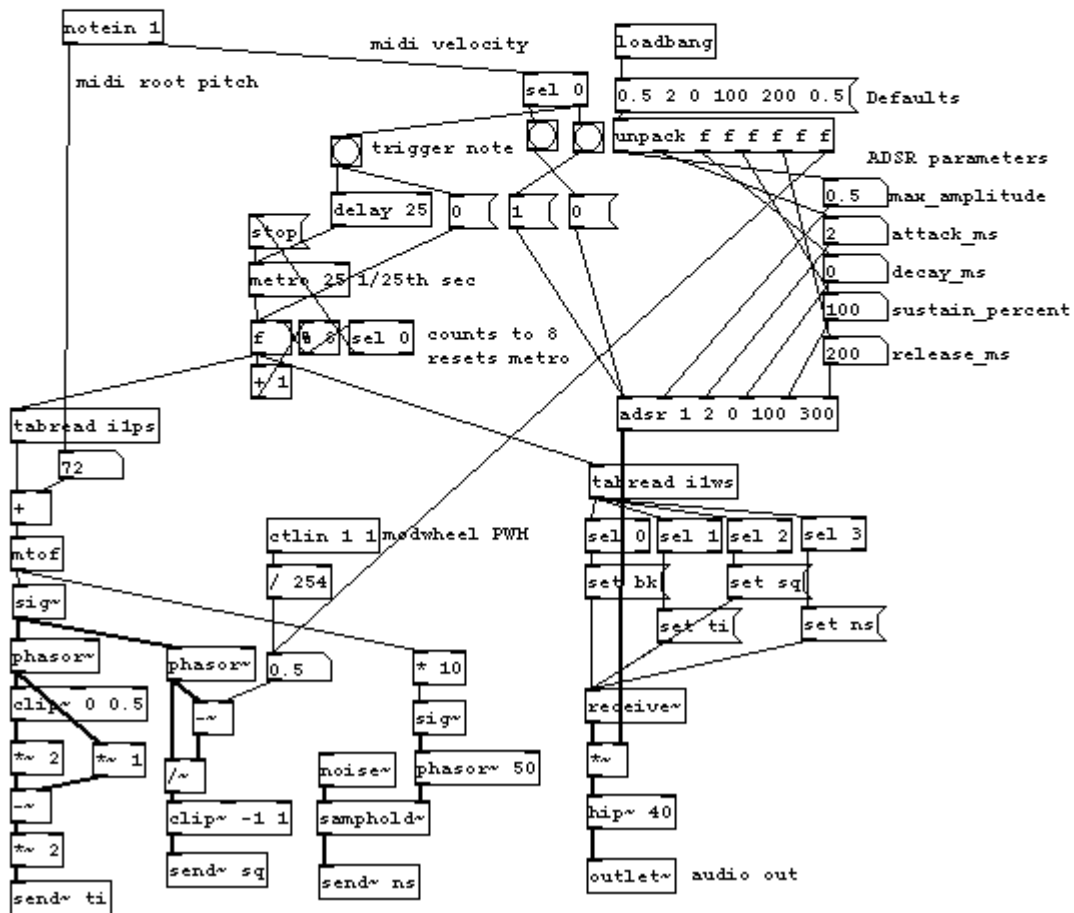 notein 1
loadbang
midi velocity
midi root pitch
sel 0
0.5 2 0 100 200 0.5
Defaults
unpack f f f f f f
trigger note
ADSR parameters
0.5
max_amplitude
delay 25
0
1
0
stop
2
attack_ms
metro 25
1/25th sec
0
decay_ms
100
sustain_percent
f
% 8
sel 0
counts to 8
resets metro
200
release_ms
+ 1
adsr 1 2 0 100 300
tabread i1ps
72
tabread i1ws
+
ctlin 1 1
modwheel PWH
sel 0
sel 1
sel 2
sel 3
mtof
/ 254
set bk
set sq
sig~
set ti
set ns
phasor~
phasor~
0.5
* 10
clip~ 0 0.5
-~
sig~
receive~
*~ 2
*~ 1
/~
noise~
phasor~ 50
*~
-~
clip~ -1 1
samphold~
hip~ 40
*~ 2
send~ sq
send~ ns
outlet~
audio out
send~ ti